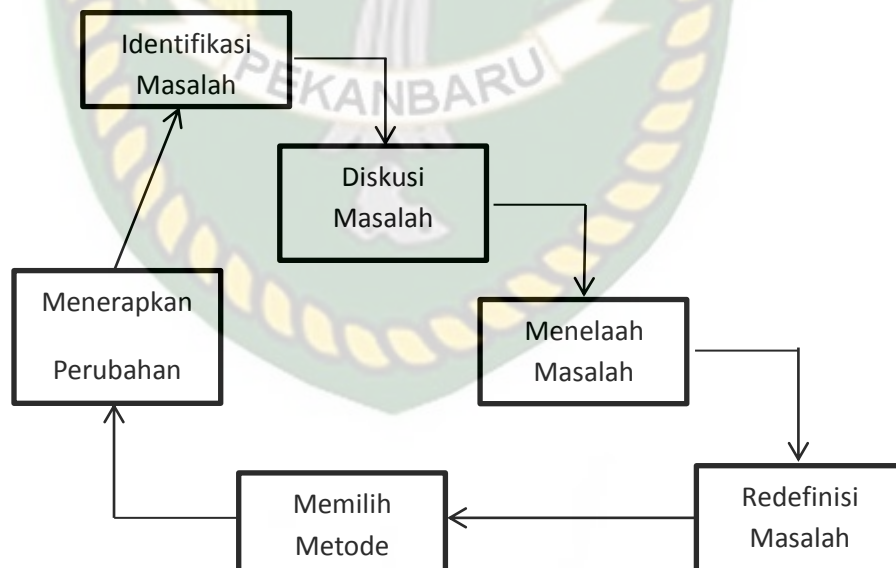 Identifikasi
Masalah
PEKANBARU
Diskusi
Masalah
Menerapkan
Perubahan
Menelaah
Masalah
Memilih
Metode
Redefinisi
Masalah